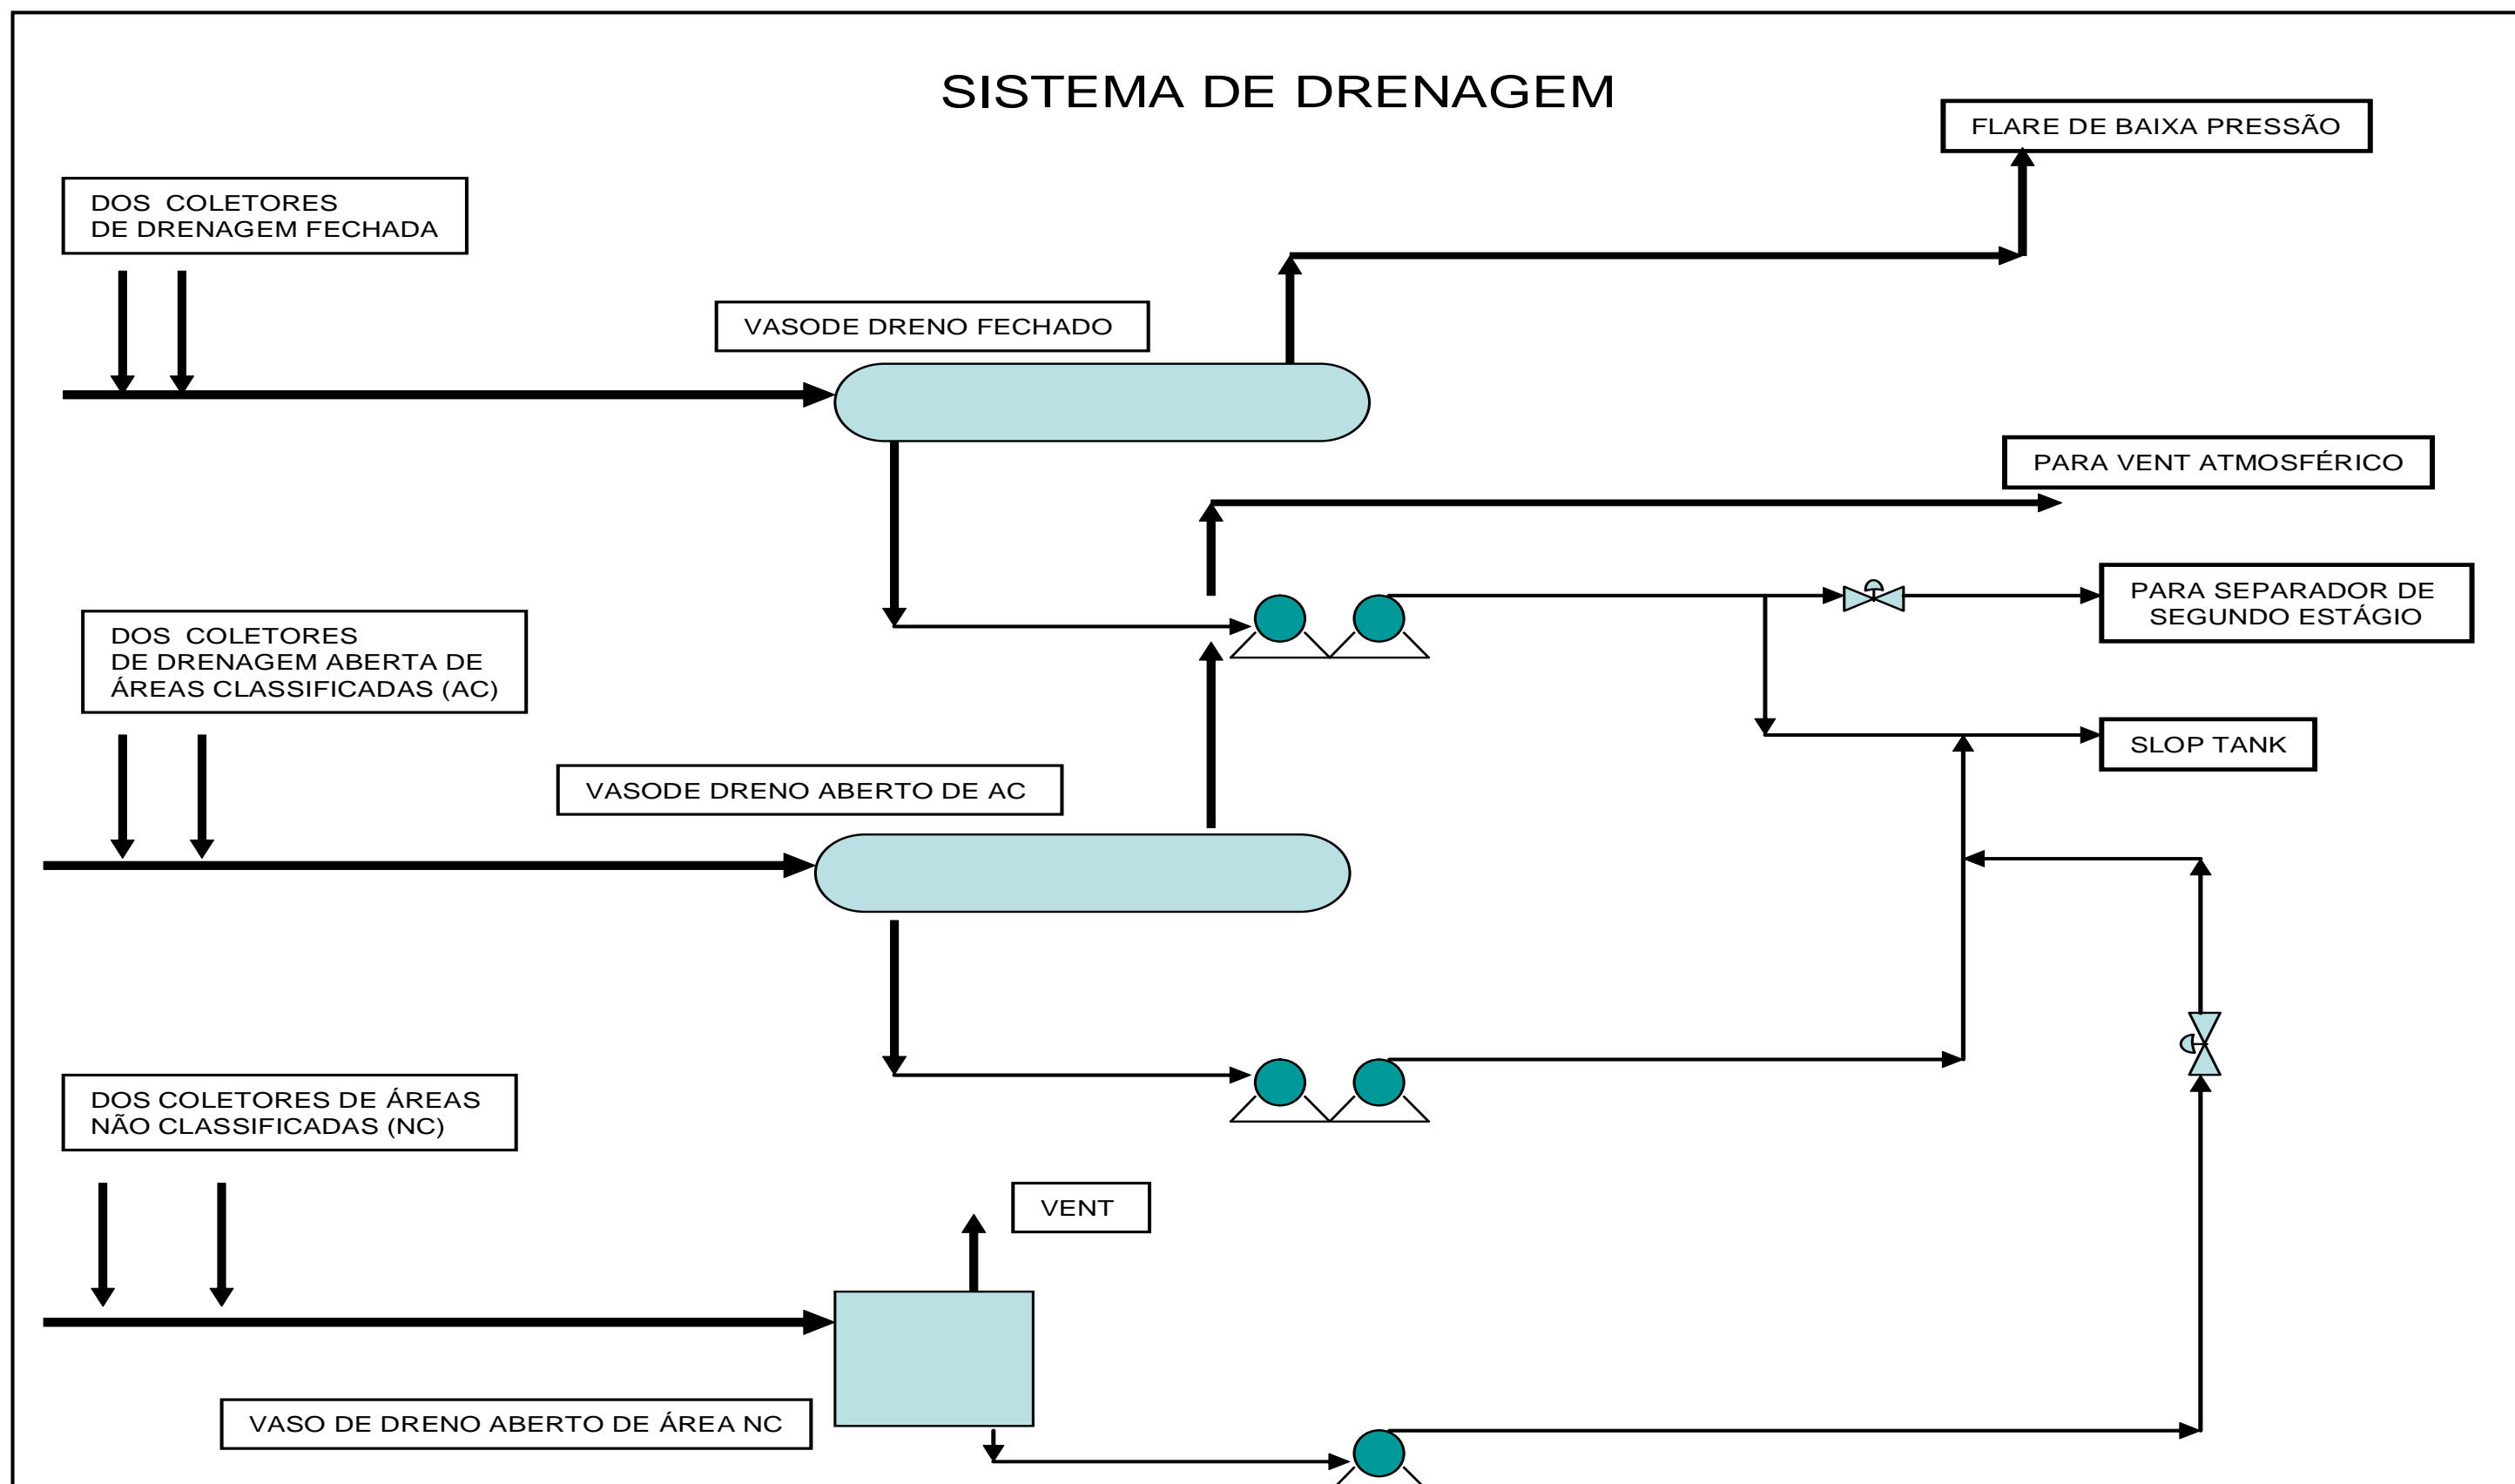 SISTEMA DE DRENAGEM
FLARE DE BAIXA PRESSÃO
DOS COLETORES
DE DRENAGEM FECHADA
VASODE DRENO FECHADO
PARA VENT ATMOSFÉRICO
PARA SEPARADOR DE
SEGUNDO ESTÁGIO
DOS COLETORES
DE DRENAGEM ABERTA DE
ÁREAS CLASSIFICADAS (AC)
SLOP TANK
VASODE DRENO ABERTO DE AC
DOS COLETORES DE ÁREAS
NÃO CLASSIFICADAS (NC)
VENT
VASO DE DRENO ABERTO DE ÁREA NC